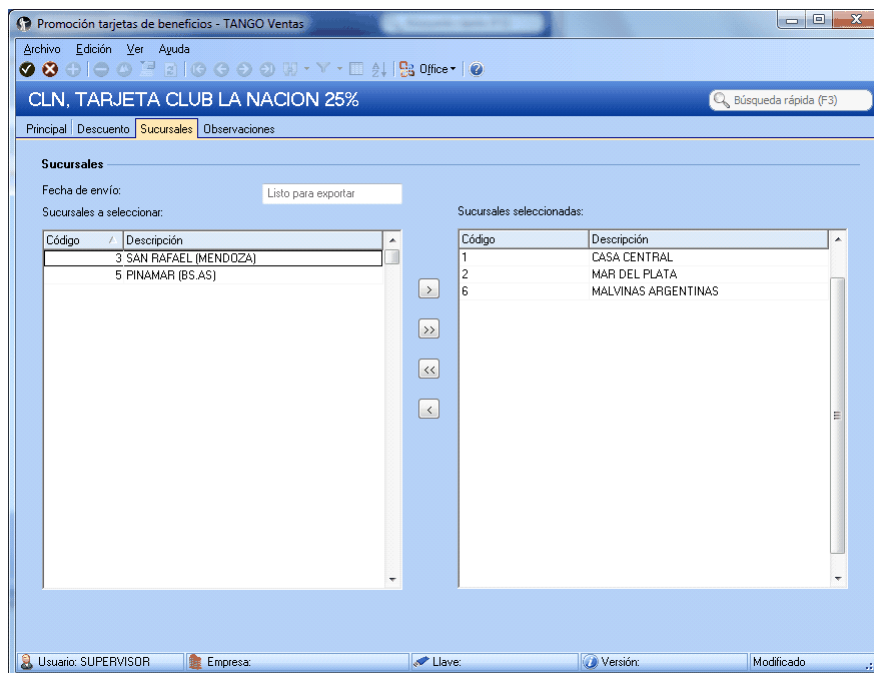 Promoción tarjetas de beneficios - TANGO Ventas
Archivo Edición Ver Ayuda
Office
CLN, TARJETA CLUB LA NACION 25%
Búsqueda rápida (F3)
Principal Descuento Sucursales Observaciones
Sucursales
Fecha de envío: Listo para exportar
Sucursales a seleccionar:
Código Descripción
3 SAN RAFAEL (MENDOZA)
5 PINAMAR (BS.AS)
Sucursales seleccionadas:
Código Descripción
1 CASA CENTRAL
2 MAR DEL PLATA
6 MALVINAS ARGENTINAS
>
>>
<<
<
Usuario: SUPERVISOR Empresa: Llave: Versión: Modificado